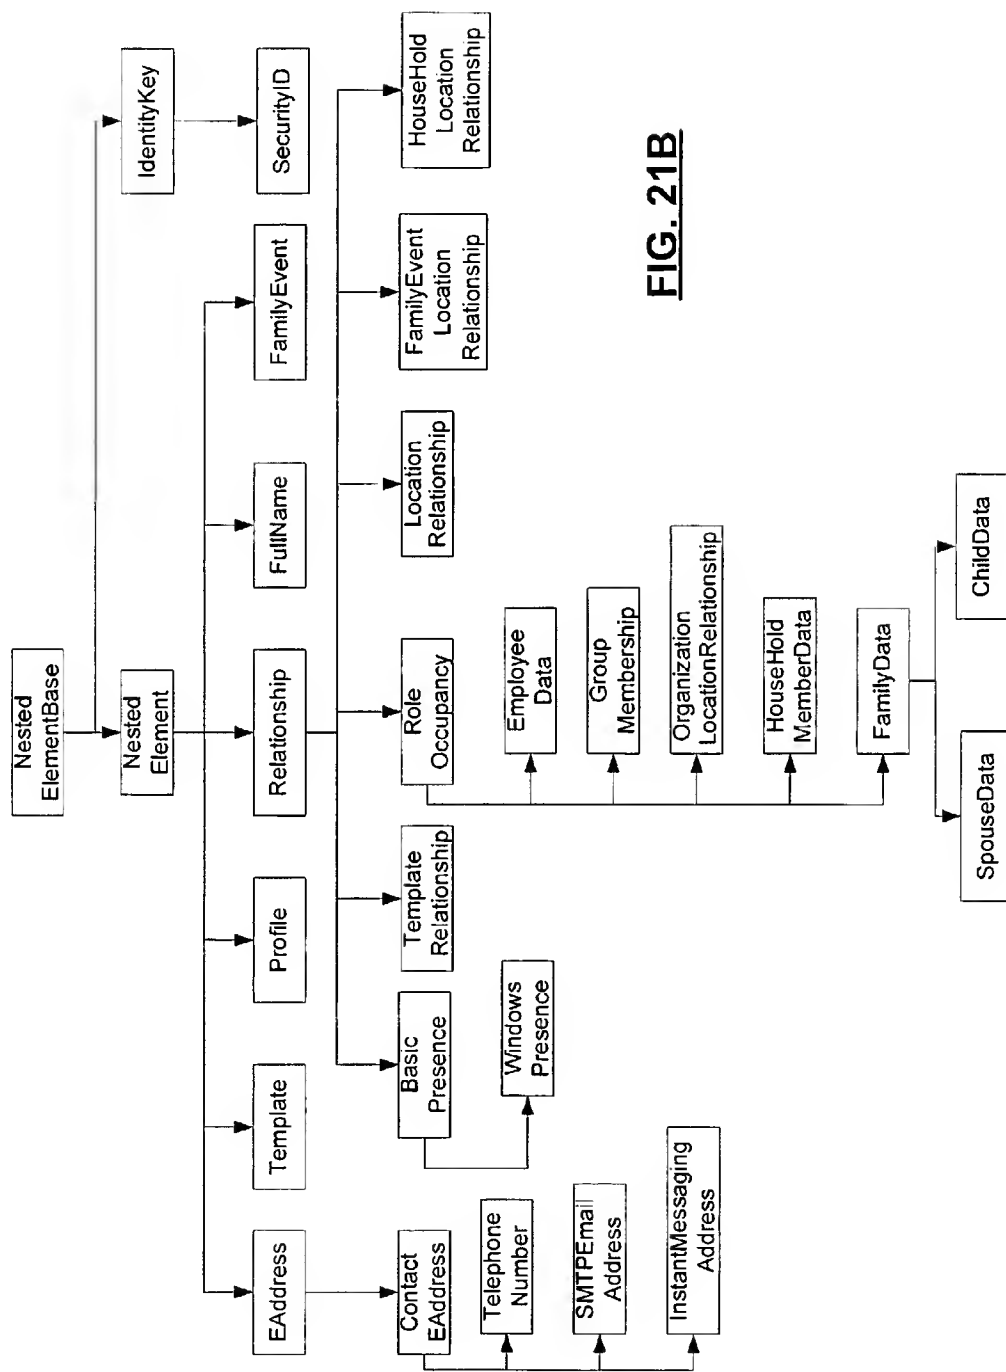 Nested
ElementBase
Nested
Element
IdentityKey
EAddress
Template
Profile
Relationship
FullName
FamilyEvent
SecurityID
Contact
EAddress
Basic
Presence
Template
Relationship
Role
Occupancy
Location
Relationship
FamilyEvent
Location
Relationship
HouseHold
Location
Relationship
Telephone
Number
SMTPEmail
Address
InstantMessaging
Address
Windows
Presence
Employee
Data
Group
Membership
Organization
LocationRelationship
HouseHold
MemberData
FamilyData
SpouseData
ChildData
FIG. 21B